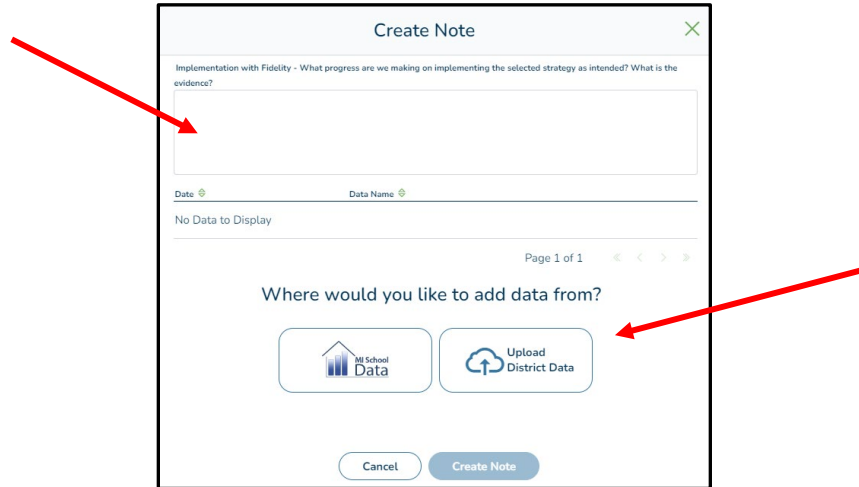 Create Note
Implementation with Fidelity - What progress are we making on implementing the selected strategy as intended? What is the
evidence?
Date
Data Name
No Data to Display
Page 1 of 1
Where would you like to add data from?
MI School
Data
Upload
District Data
Cancel
Create Note